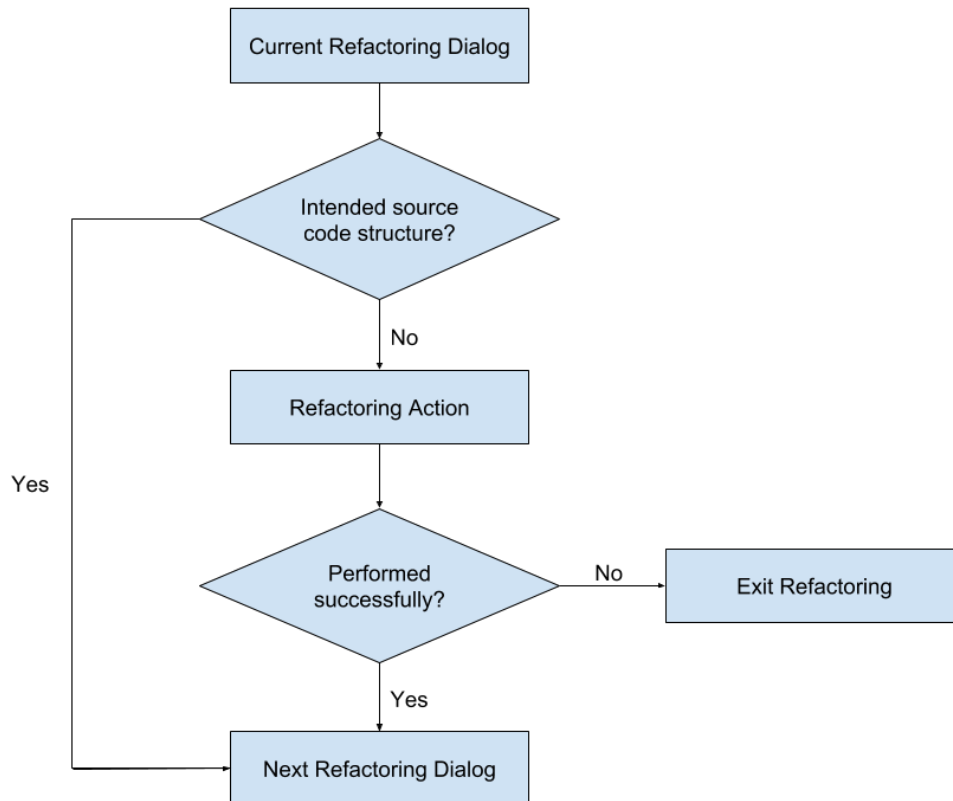 Current Refactoring Dialog
Intended source
code structure?
No
Refactoring Action
Yes
Performed
successfully?
No
Exit Refactoring
Yes
Next Refactoring Dialog